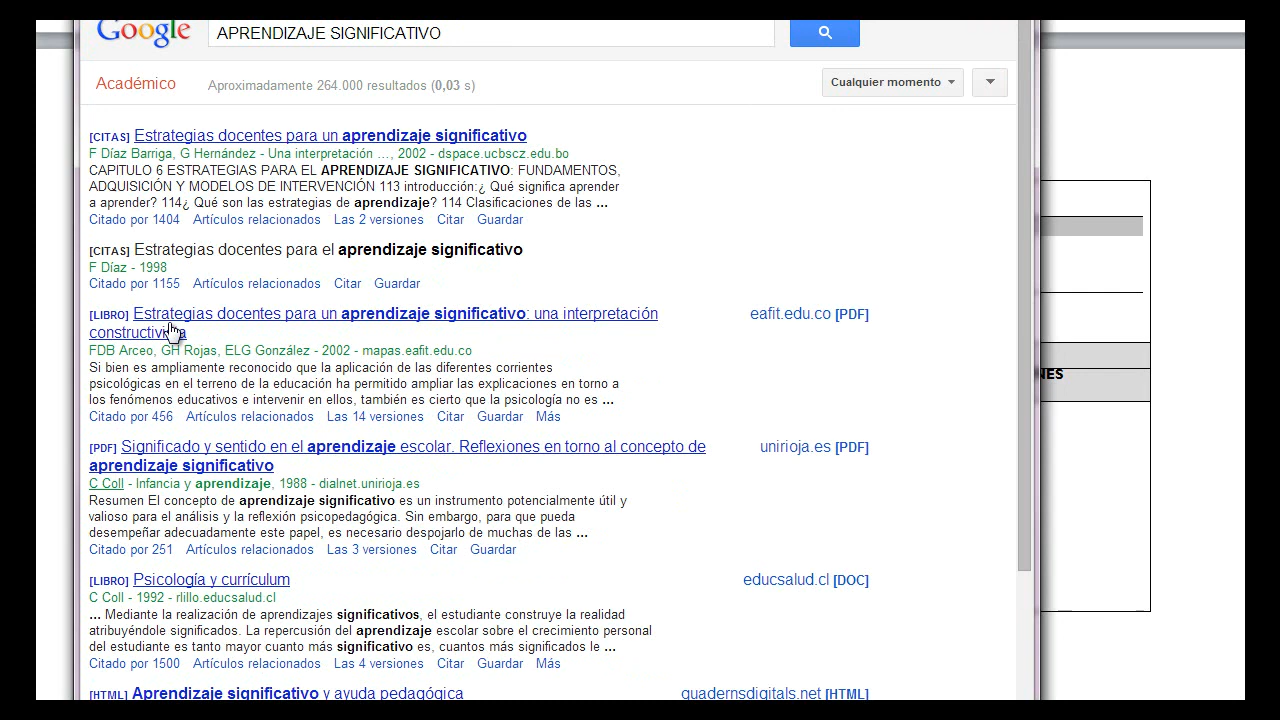 Google
APRENDIZAJE SIGNIFICATIVO
Académico
Aproximadamente 264.000 resultados (0,03 s)
Cualquier momento
[CITAS] Estrategias docentes para un aprendizaje significativo
F Díaz Barriga, G Hernández - Una interpretación ..., 2002 - dspace.ucbscz.edu.bo
CAPITULO 6 ESTRATEGIAS PARA EL APRENDIZAJE SIGNIFICATIVO: FUNDAMENTOS,
ADQUISICIÓN Y MODELOS DE INTERVENCIÓN 113 introducción:¿ Qué significa aprender
a aprender? 114¿ Qué son las estrategias de aprendizaje? 114 Clasificaciones de las ...
Citado por 1404 Artículos relacionados Las 2 versiones Citar Guardar
[CITAS] Estrategias docentes para el aprendizaje significativo
F Díaz - 1998
Citado por 1155 Artículos relacionados Citar Guardar
[LIBRO] Estrategias docentes para un aprendizaje significativo: una interpretación
constructivista
eafit.edu.co [PDF]
FDB Arceo, GH Rojas, ELG González - 2002 - mapas.eafit.edu.co
Si bien es ampliamente reconocido que la aplicación de las diferentes corrientes
psicológicas en el terreno de la educación ha permitido ampliar las explicaciones en torno a
los fenómenos educativos e intervenir en ellos, también es cierto que la psicología no es ...
Citado por 456 Artículos relacionados Las 14 versiones Citar Guardar Más
[PDF] Significado y sentido en el aprendizaje escolar. Reflexiones en torno al concepto de
aprendizaje significativo
unirioja.es [PDF]
C Coll - Infancia y aprendizaje, 1988 - dialnet.unirioja.es
Resumen El concepto de aprendizaje significativo es un instrumento potencialmente útil y
valioso para el análisis y la reflexión psicopedagógica. Sin embargo, para que pueda
desempeñar adecuadamente este papel, es necesario despojarlo de muchas de las ...
Citado por 251 Artículos relacionados Las 3 versiones Citar Guardar
[LIBRO] Psicología y currículum
educsalud.cl [DOC]
C Coll - 1992 - rlillo.educsalud.cl
... Mediante la realización de aprendizajes significativos, el estudiante construye la realidad
atribuyéndole significados. La repercusión del aprendizaje escolar sobre el crecimiento personal
del estudiante es tanto mayor cuanto más significativo es, cuantos más significados le ...
Citado por 1500 Artículos relacionados Las 4 versiones Citar Guardar Más
[HTML] Aprendizaje significativo y ayuda pedagógica
quadernsdigitals.net [HTML]
NES